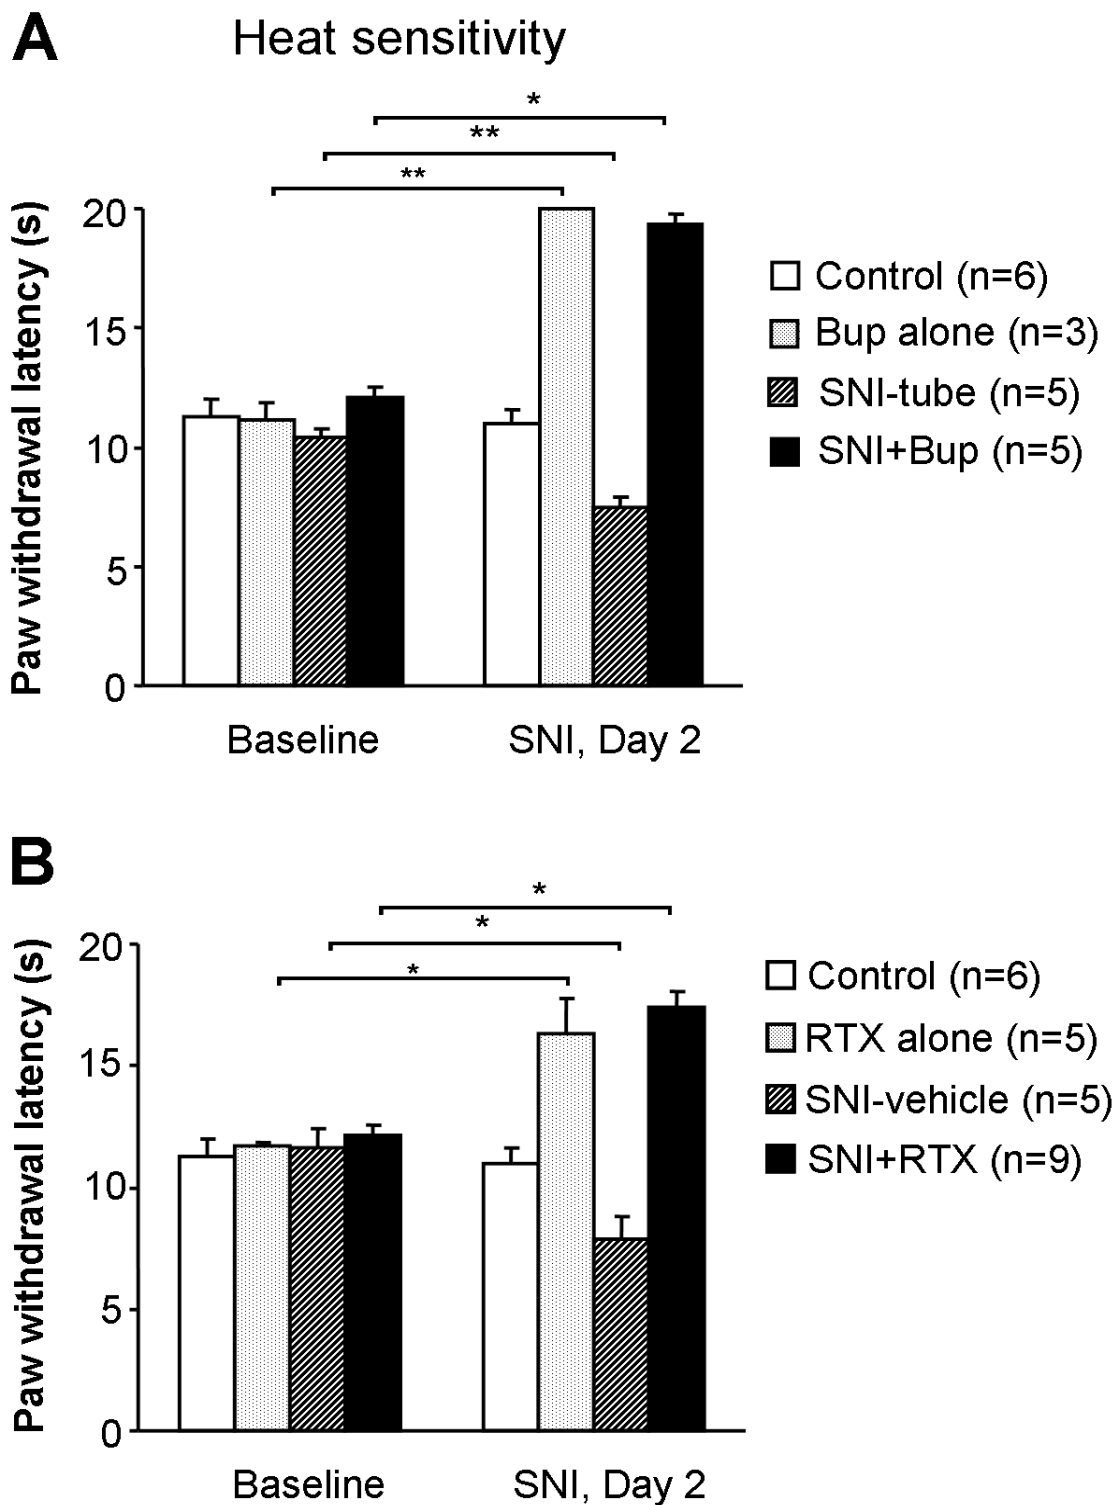 A
Heat sensitivity
*
**
**
Paw withdrawal latency (s)
20
15
10
5
0
Baseline
SNI, Day 2
Control (n=6)
Bup alone (n=3)
SNI-tube (n=5)
SNI+Bup (n=5)
B
*
*
*
Paw withdrawal latency (s)
20
15
10
5
0
Baseline
SNI, Day 2
Control (n=6)
RTX alone (n=5)
SNI-vehicle (n=5)
SNI+RTX (n=9)